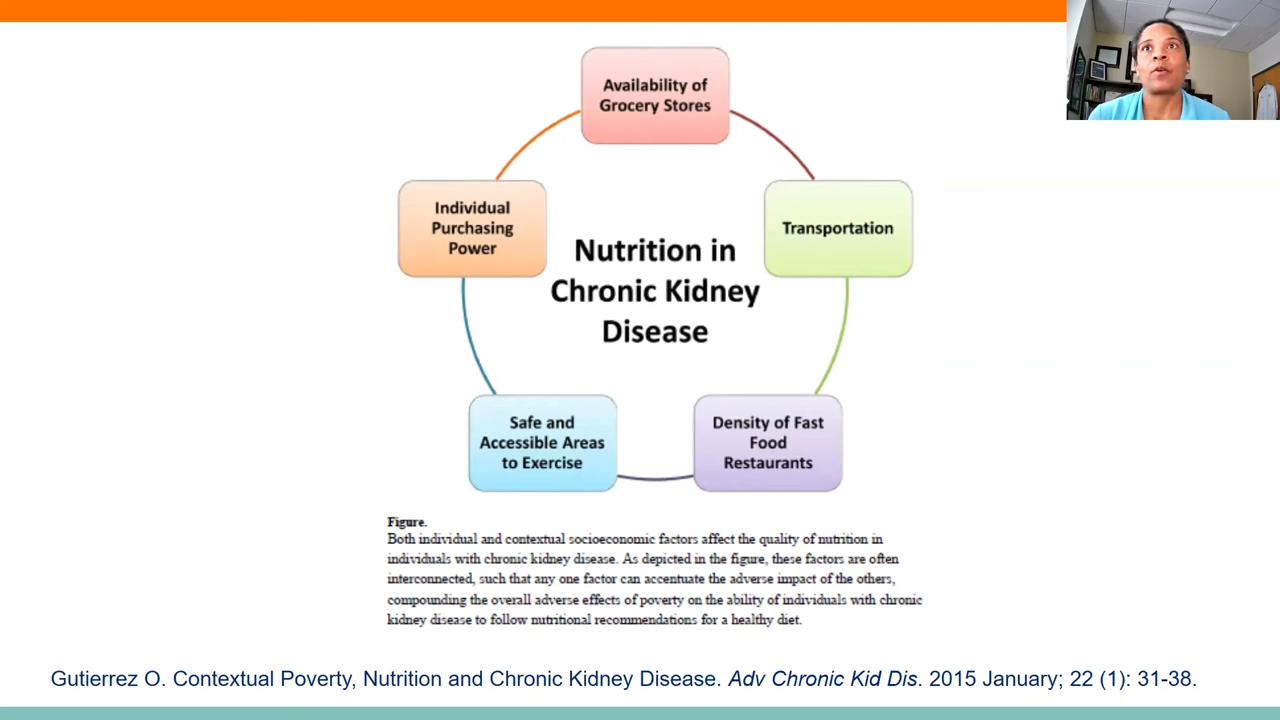 Availability of
Grocery Stores
Individual
Purchasing
Power
Transportation
Nutrition in
Chronic Kidney
Disease
Safe and
Accessible Areas
to Exercise
Density of Fast
Food
Restaurants
Figure.
Both individual and contextual socioeconomic factors affect the quality of nutrition in
individuals with chronic kidney disease. As depicted in the figure, these factors are often
interconnected, such that any one factor can accentuate the adverse impact of the others,
compounding the overall adverse effects of poverty on the ability of individuals with chronic
kidney disease to follow nutritional recommendations for a healthy diet.
Gutierrez O. Contextual Poverty, Nutrition and Chronic Kidney Disease. Adv Chronic Kid Dis. 2015 January; 22 (1): 31-38.